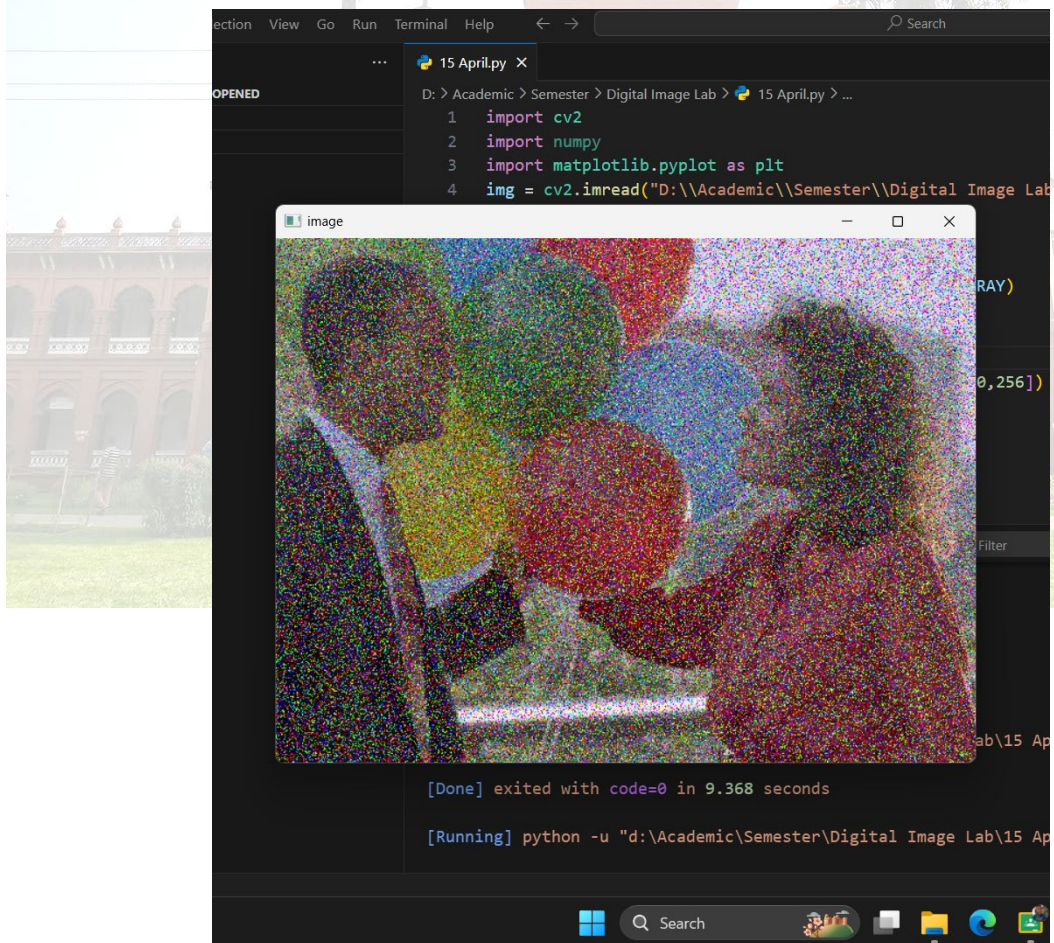 ection View Go Run Terminal Help ← → Search
··· 15 April.py ×
OPENED D: > Academic > Semester > Digital Image Lab > 15 April.py > ...
1 import cv2
2 import numpy
3 import matplotlib.pyplot as plt
4 img = cv2.imread("D:\\Academic\\Semester\\Digital Image Lab
image
RAY)
0,256])
Filter
ab\15 Ap
[Done] exited with code=0 in 9.368 seconds
[Running] python -u "d:\Academic\Semester\Digital Image Lab\15 Ap
Search